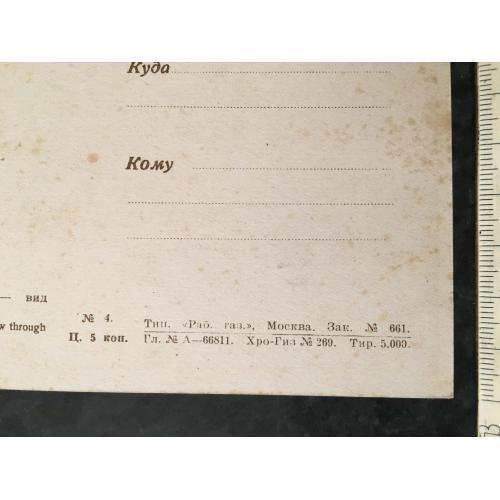 Куда
Кому
— вид
w through
№ 4.
Ц. 5 коп.
Тип. «Раб. газ.», Москва. Зак. № 661.
Гл. № А—66811. Хро-Гиз № 269. Тир. 5.000.